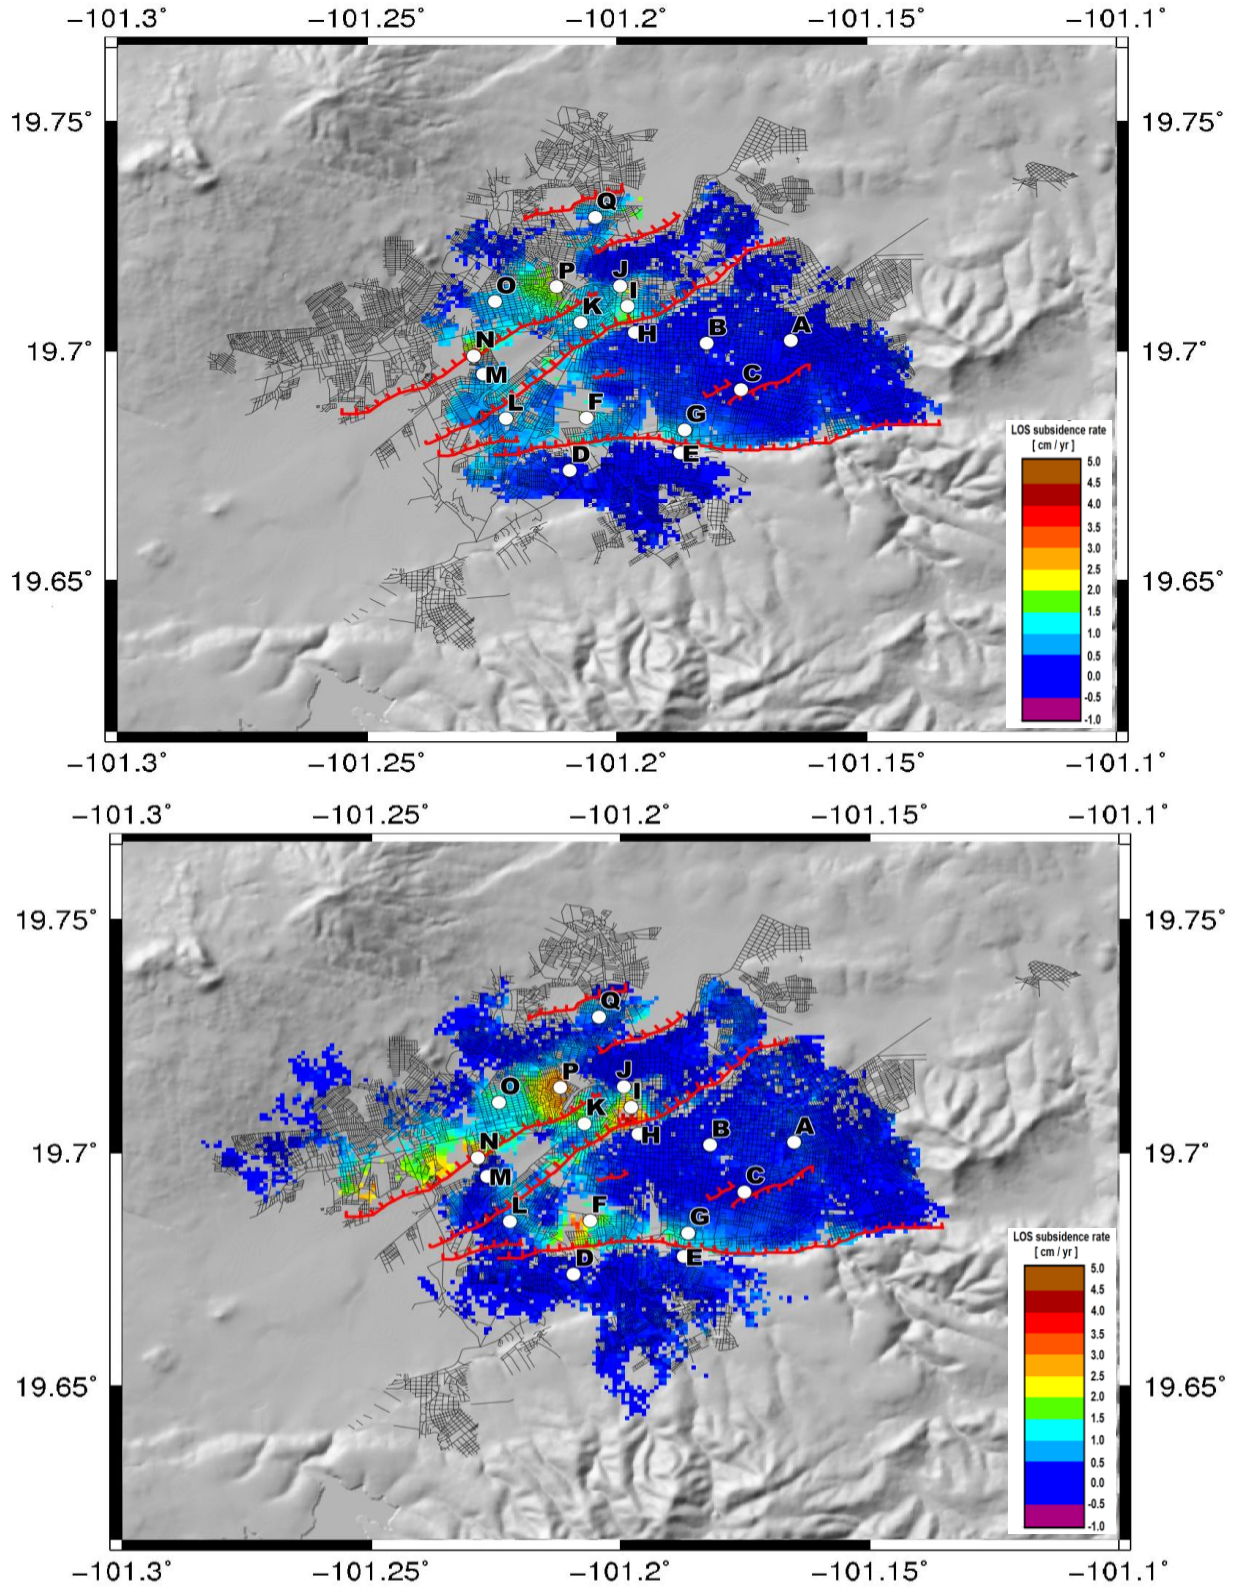 −101.3˚ −101.25˚ −101.2˚ −101.15˚ −101.1˚
19.75˚ 19.75˚
Q
P J
O I
K
H B A
N 19.7˚
19.7˚
M C
L F
G
D E
LOS subsidence rate
[ cm / yr ]
5.0
4.5
4.0
3.5
3.0
2.5
2.0
1.5
1.0
0.5
0.0
-0.5
-1.0
19.65˚ 19.65˚
−101.3˚ −101.25˚ −101.2˚ −101.15˚ −101.1˚
−101.3˚ −101.25˚ −101.2˚ −101.15˚ −101.1˚
19.75˚ 19.75˚
Q
P J
O I
K
H B A
N
19.7˚ 19.7˚
M C
L F
G
D E
LOS subsidence rate
[ cm / yr ]
5.0
4.5
4.0
3.5
3.0
2.5
2.0
1.5
1.0
0.5
0.0
-0.5
-1.0
19.65˚ 19.65˚
−101.3˚ −101.25˚ −101.2˚ −101.15˚ −101.1˚